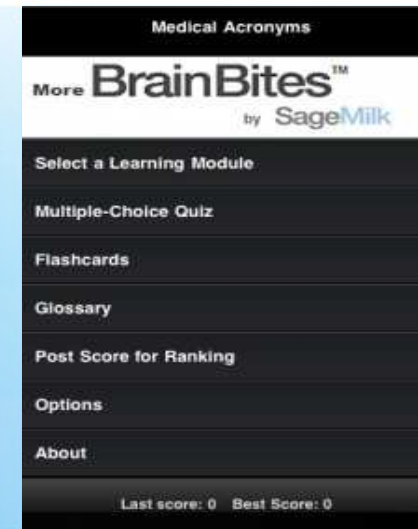 Medical Acronyms
More BrainBites™
by SageMilk
Select a Learning Module
Multiple-Choice Quiz
Flashcards
Glossary
Post Score for Ranking
Options
About
Last score: 0 Best Score: 0